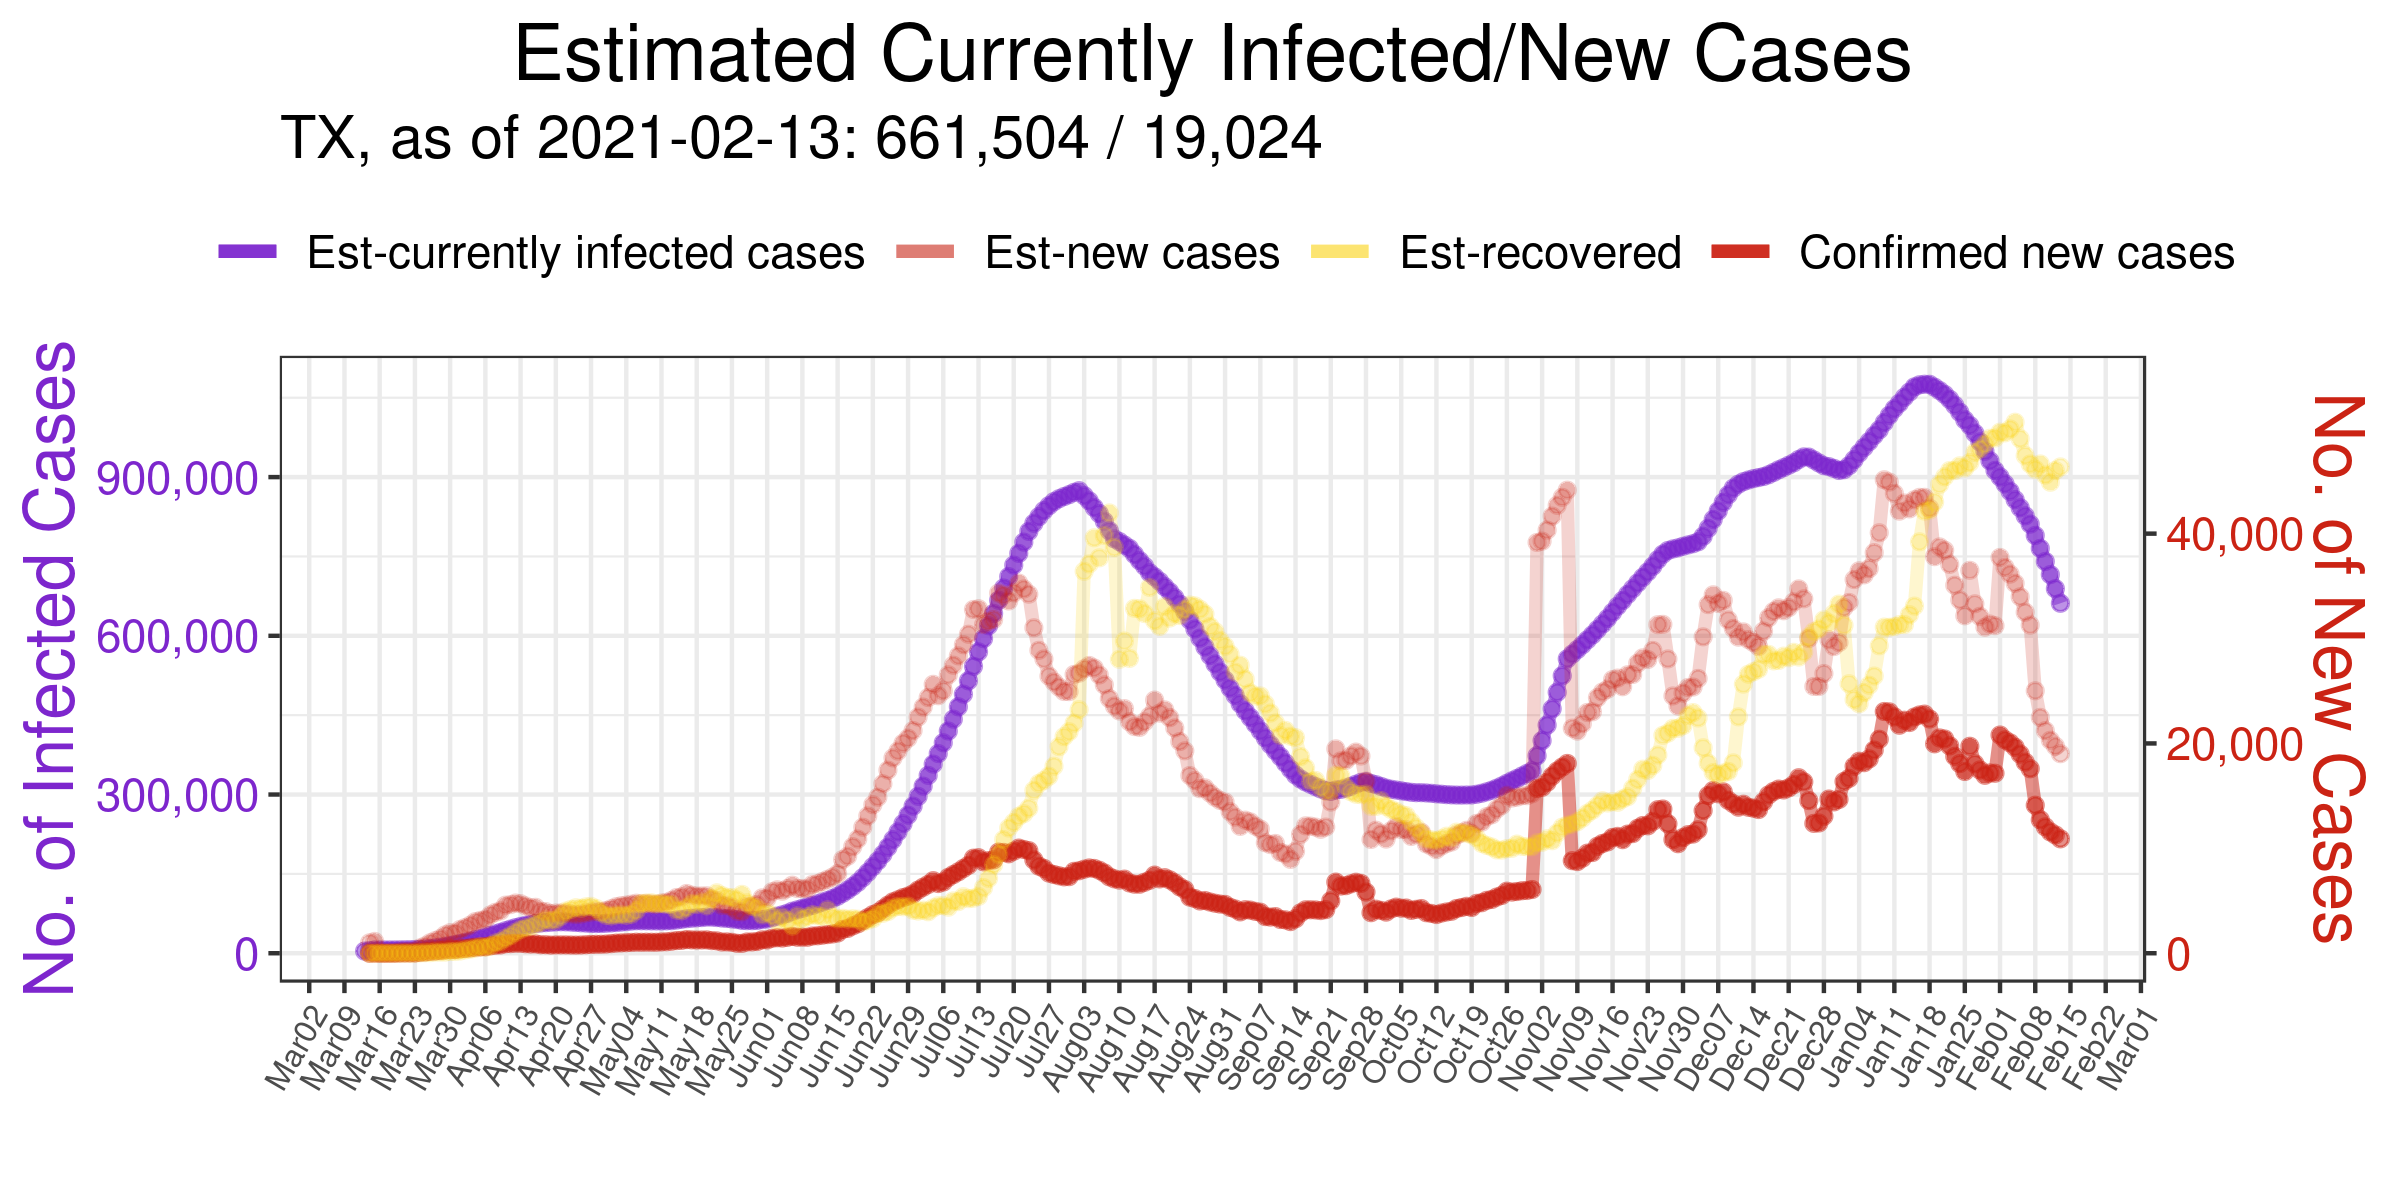 Estimated Currently Infected/New Cases
TX, as of 2021-02-13: 661,504 / 19,024
Est-currently infected cases Est-new cases Est-recovered Confirmed new cases
No. of Infected Cases
900,000
600,000
300,000
0
40,000
20,000
0
No. of New Cases
Mar02 Mar09 Mar16 Mar23 Mar30 Apr06 Apr13 Apr20 Apr27 May04 May11 May18 May25 Jun01 Jun08 Jun15 Jun22 Jun29 Jul06 Jul13 Jul20 Jul27 Aug03 Aug10 Aug17 Aug24 Aug31 Sep07 Sep14 Sep21 Sep28 Oct05 Oct12 Oct19 Oct26 Nov02 Nov09 Nov16 Nov23 Nov30 Dec07 Dec14 Dec21 Dec28 Jan04 Jan11 Jan18 Jan25 Feb01 Feb08 Feb15 Feb22 Mar01